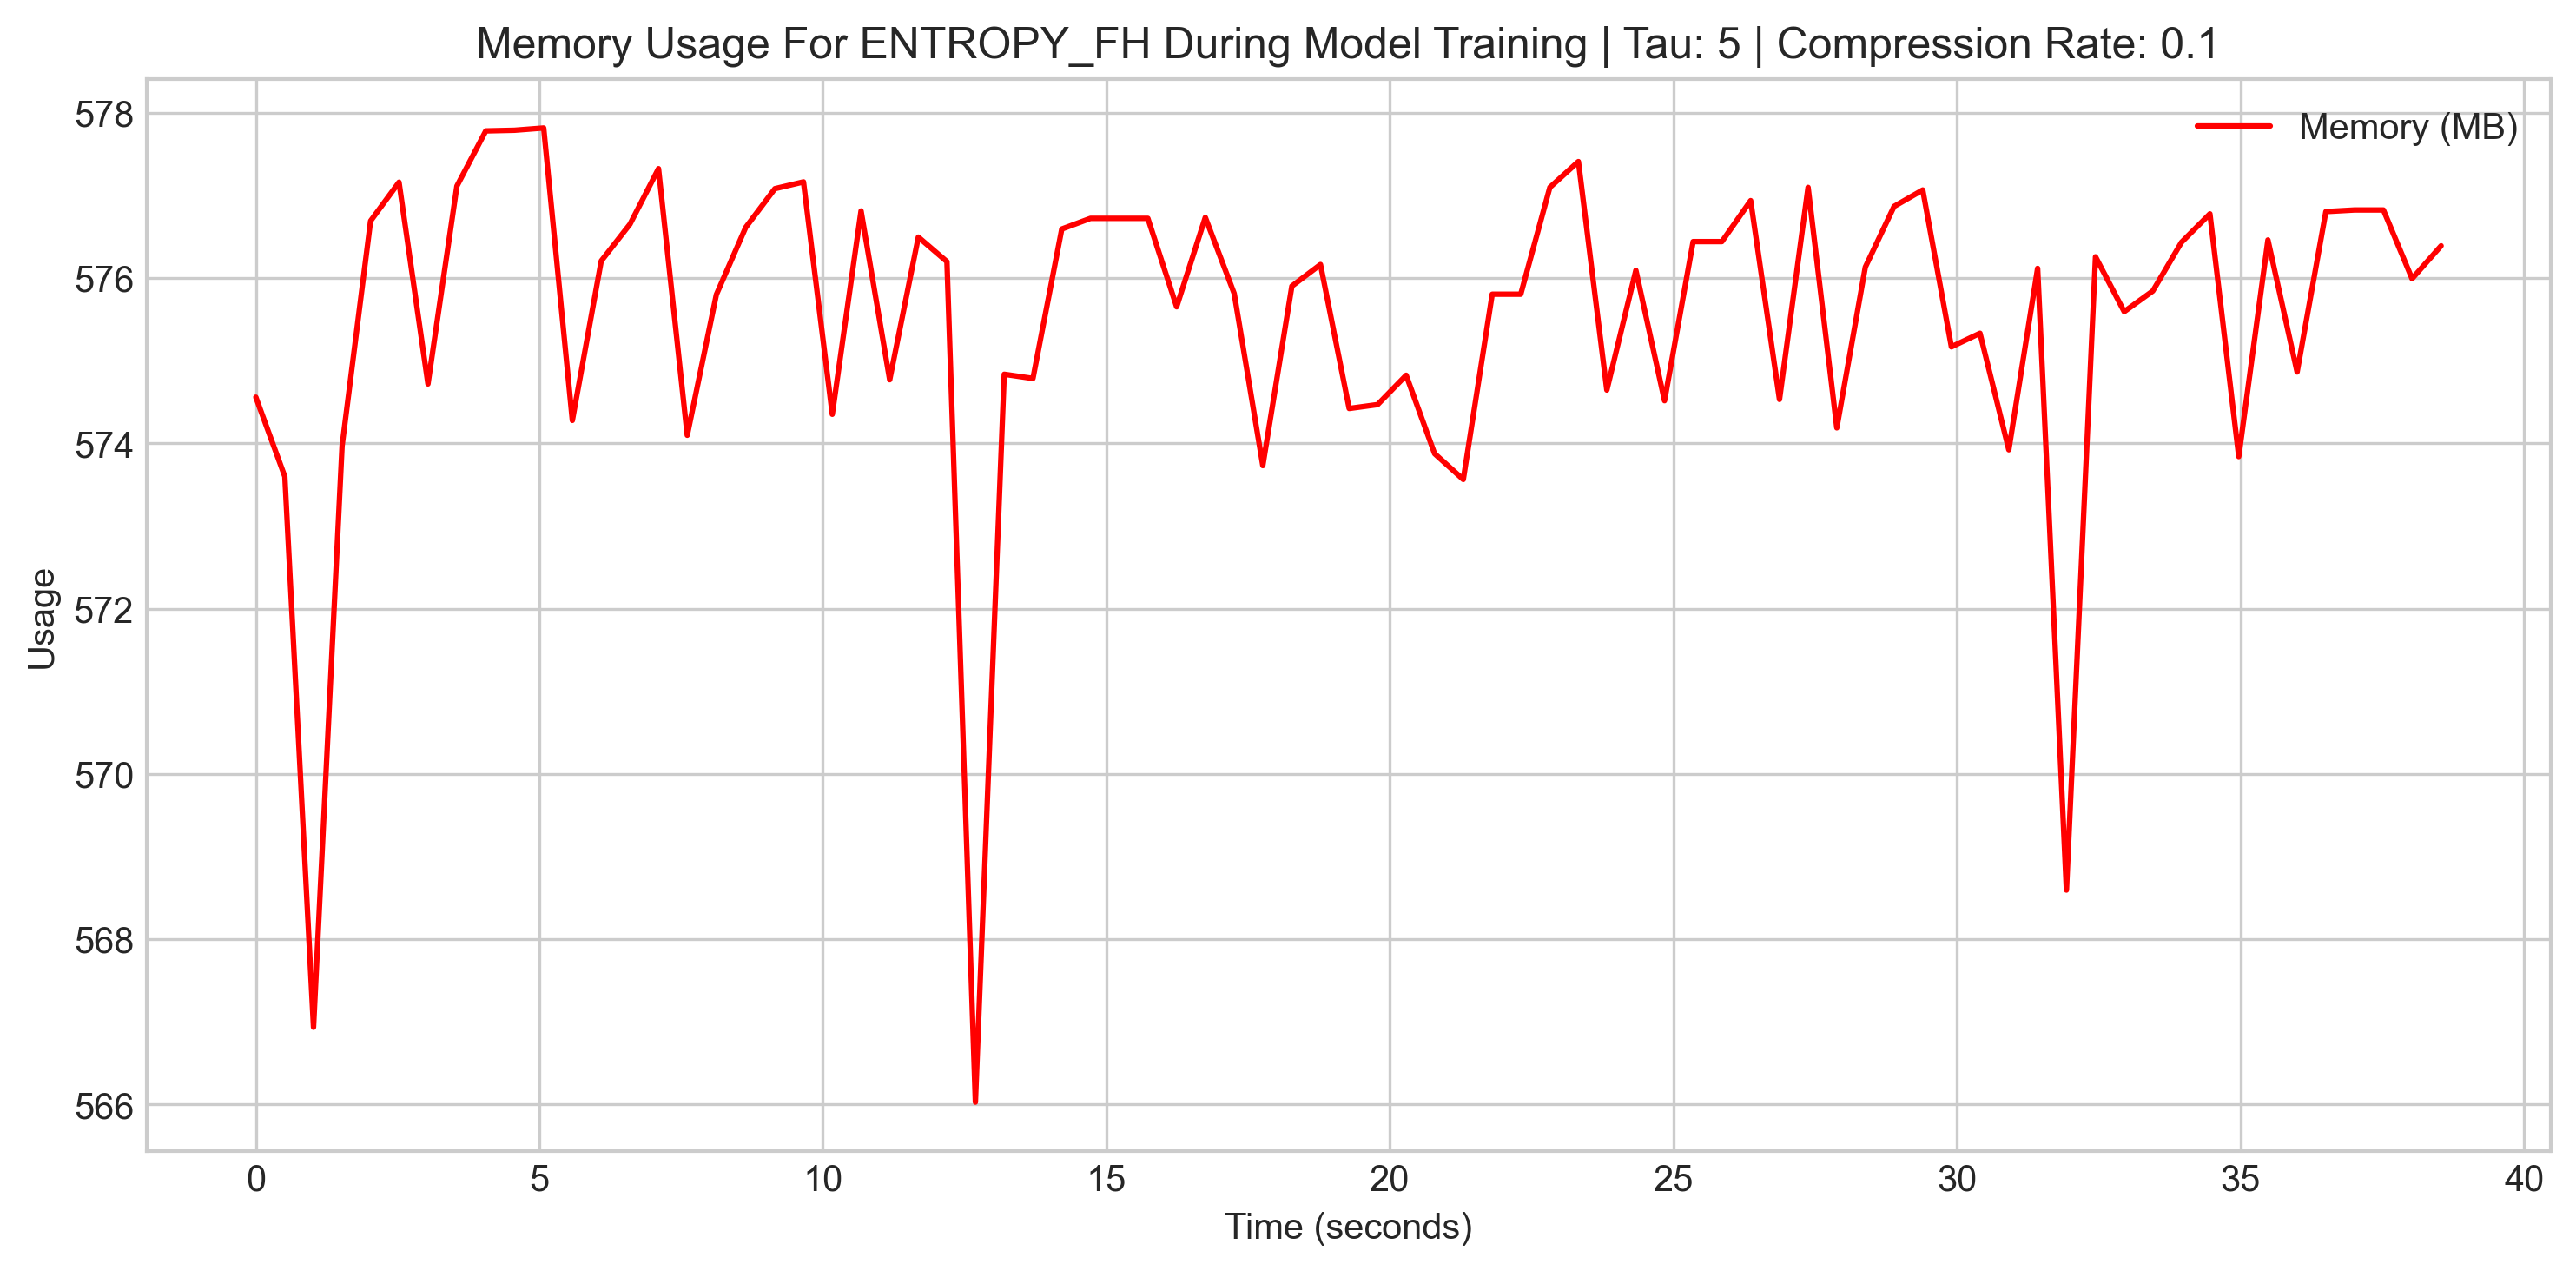 Memory Usage For ENTROPY_FH During Model Training | Tau: 5 | Compression Rate: 0.1
Memory (MB)
578
576
574
572
570
568
566
Usage
0 5 10 15 20 25 30 35 40
Time (seconds)